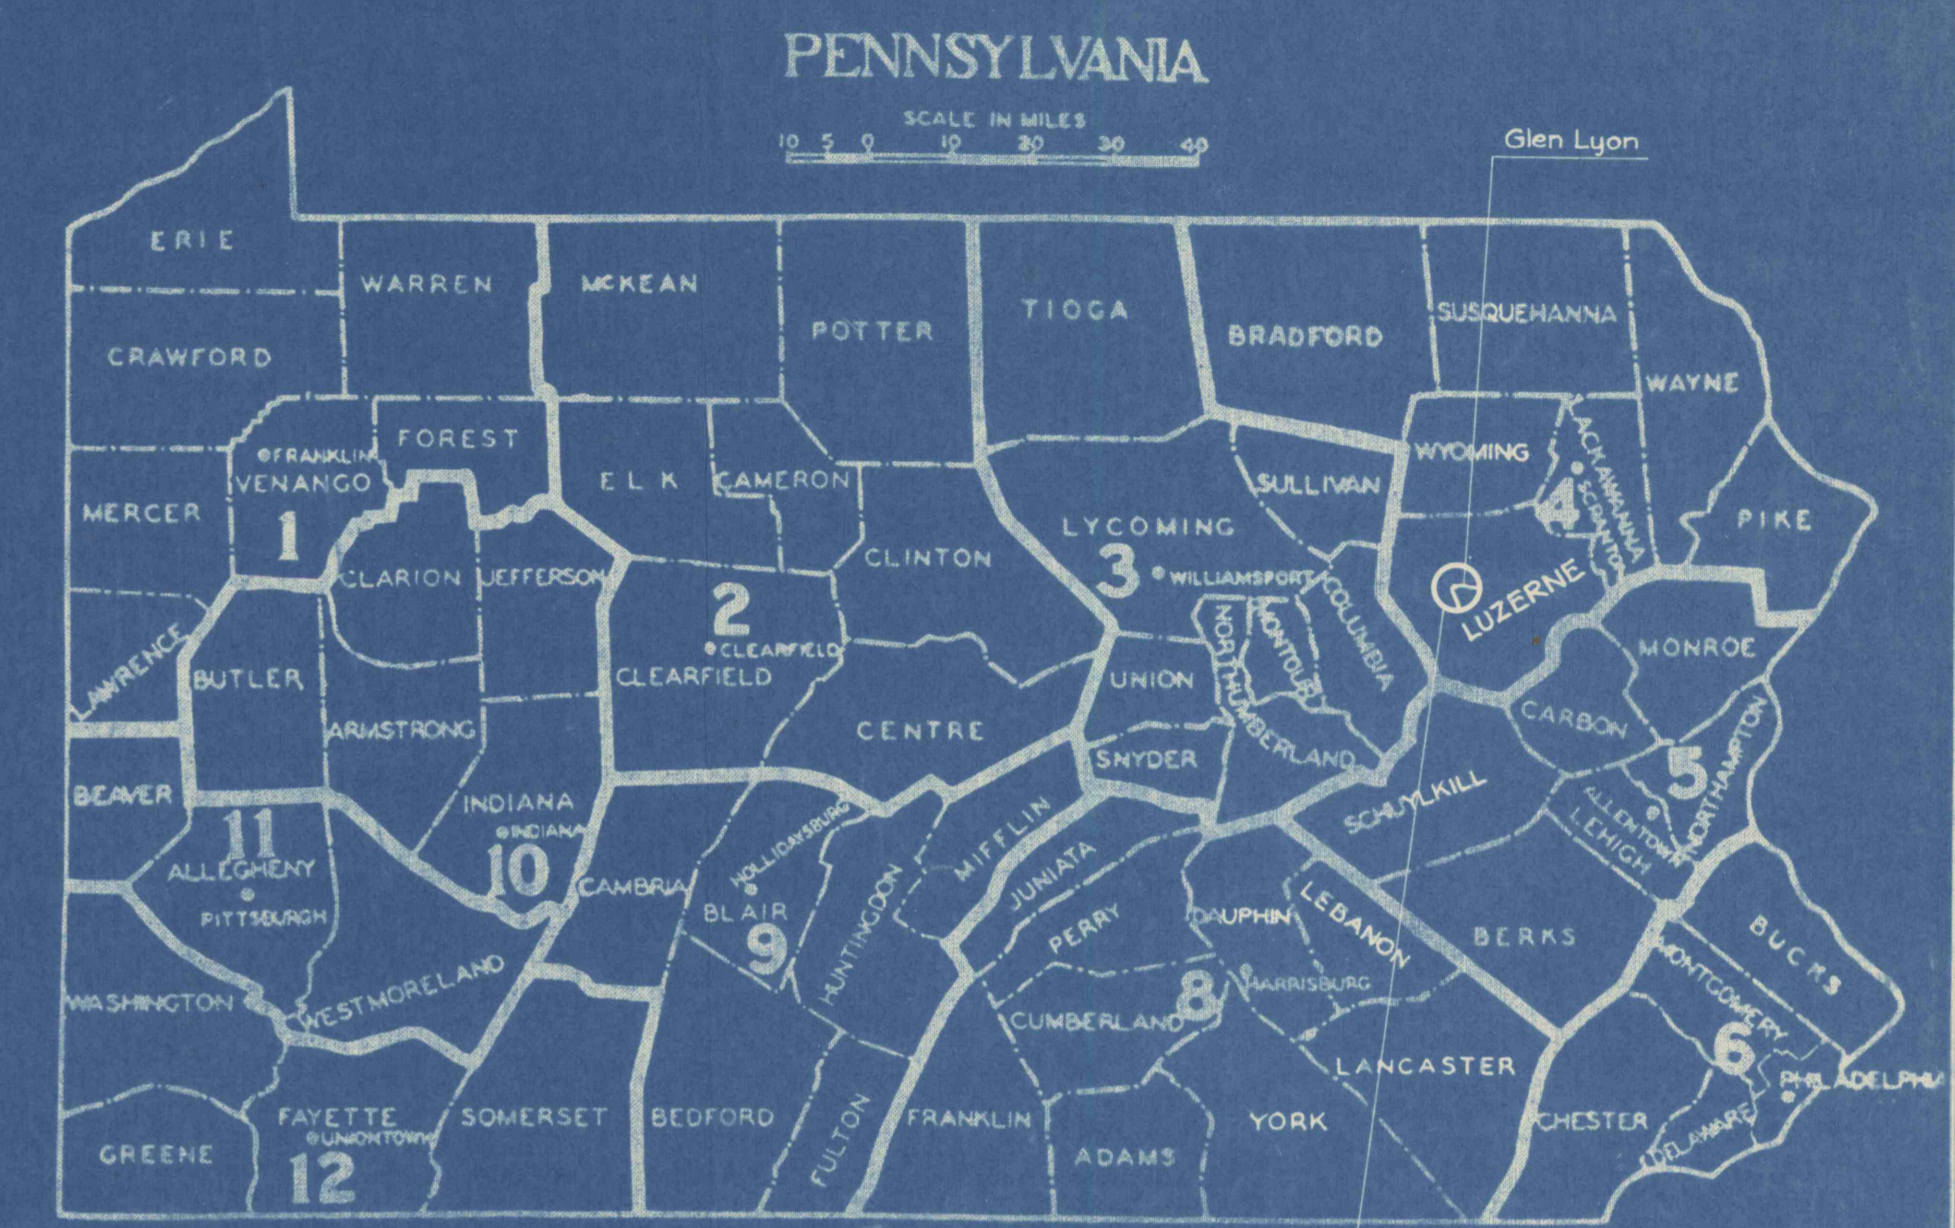 PENNSYLVANIA
SCALE IN MILES
10 5 0 10 20 30 40
Glen Lyon
ERIE
WARREN
MCKEAN
POTTER
TIOGA
BRADFORD
SUSQUEHANNA
WAYNE
CRAWFORD
FOREST
FRANKLIN
VENANGO
1
MERCER
ELK
CAMERON
CLINTON
LYCOMING
3
WILLIAMSPORT
SULLIVAN
WYOMING
LACKAWANNA
SCRANTON
4
PIKE
CLARION
JEFFERSON
2
CLEARFIELD
CLEARFIELD
COLUMBIA
MONTOUR
NORTHUMBERLAND
LUZERNE
MONROE
LAWRENCE
BUTLER
ARMSTRONG
CENTRE
UNION
SNYDER
CARBON
NORTHAMPTON
5
ALLENTOWN
LEHIGH
SCHUYLKILL
BEAVER
INDIANA
INDIANA
10
11
ALLEGHENY
PITTSBURGH
CAMBRIA
HOLLIDAYSBURG
BLAIR
9
HUNTINGDON
MIFFLIN
JUNIATA
PERRY
DAUPHIN
LEBANON
BERKS
BUCKS
MONTGOMERY
6
WASHINGTON
WESTMORELAND
CUMBERLAND
8
HARRISBURG
LANCASTER
PHILADELPHI
GREENE
FAYETTE
UNIONTOWN
12
SOMERSET
BEDFORD
FULTON
FRANKLIN
ADAMS
YORK
CHESTER
DELAWARE